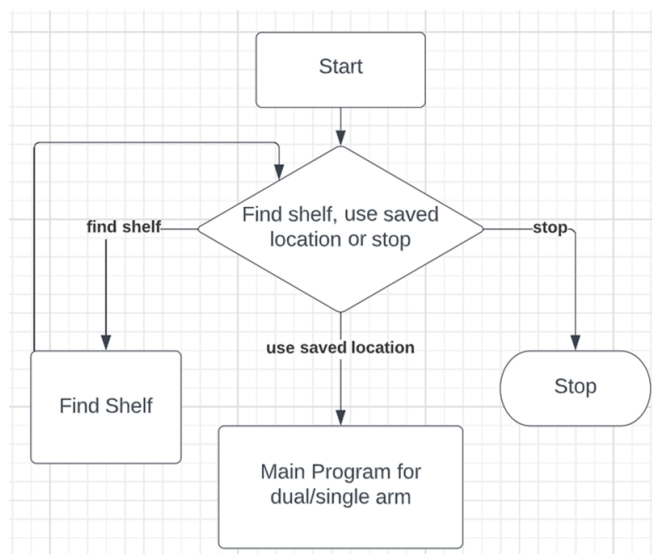 Start
Find shelf, use saved
location or stop
find shelf
stop
use saved location
Find Shelf
Stop
Main Program for
dual/single arm